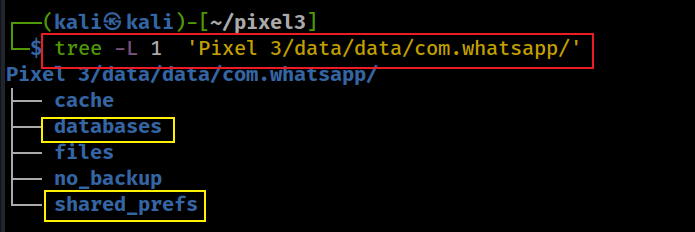 ┌──(kali㉿kali)-[~/pixel3]
└─$ tree -L 1  'Pixel 3/data/data/com.whatsapp/'
Pixel 3/data/data/com.whatsapp/
├── cache
├── databases
├── files
├── no_backup
└── shared_prefs